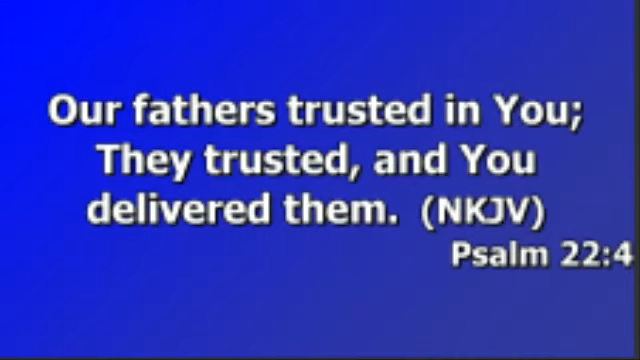 Our fathers trusted in You;
They trusted, and You
delivered them. (NKJV)
Psalm 22:4